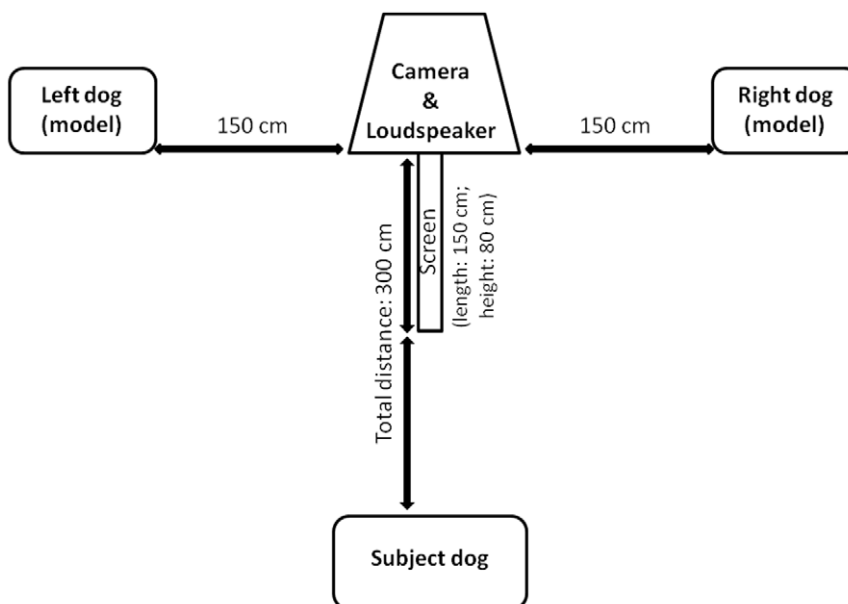 Camera
&
Loudspeaker
Left dog
(model)
150 cm
150 cm
Right dog
(model)
Total distance: 300 cm
Screen
(length: 150 cm;
height: 80 cm)
Subject dog